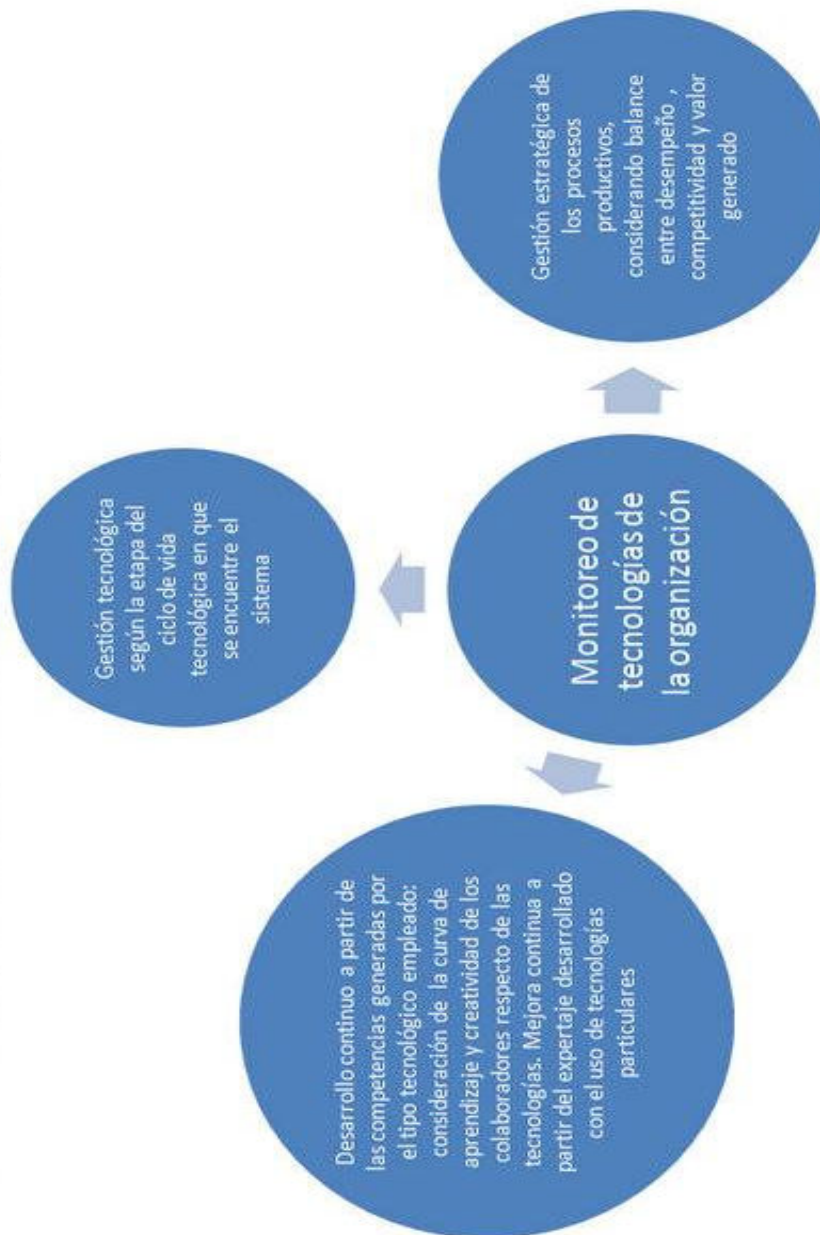 Gestión tecnológica
según la etapa del
ciclo de vida
tecnológica en que
se encuentre el
sistema
Desarrollo continuo a partir de
las competencias generadas por
el tipo tecnológico empleado:
consideración de la curva de
aprendizaje y creatividad de los
colaboradores respecto de las
tecnologías. Mejora continua a
partir del expertaje desarrollado
con el uso de tecnologías
particulares
Monitoreo de
tecnologías de
la organización
Gestión estratégica de
los procesos
productivos,
considerando balance
entre desempeño ,
competitividad y valor
generado